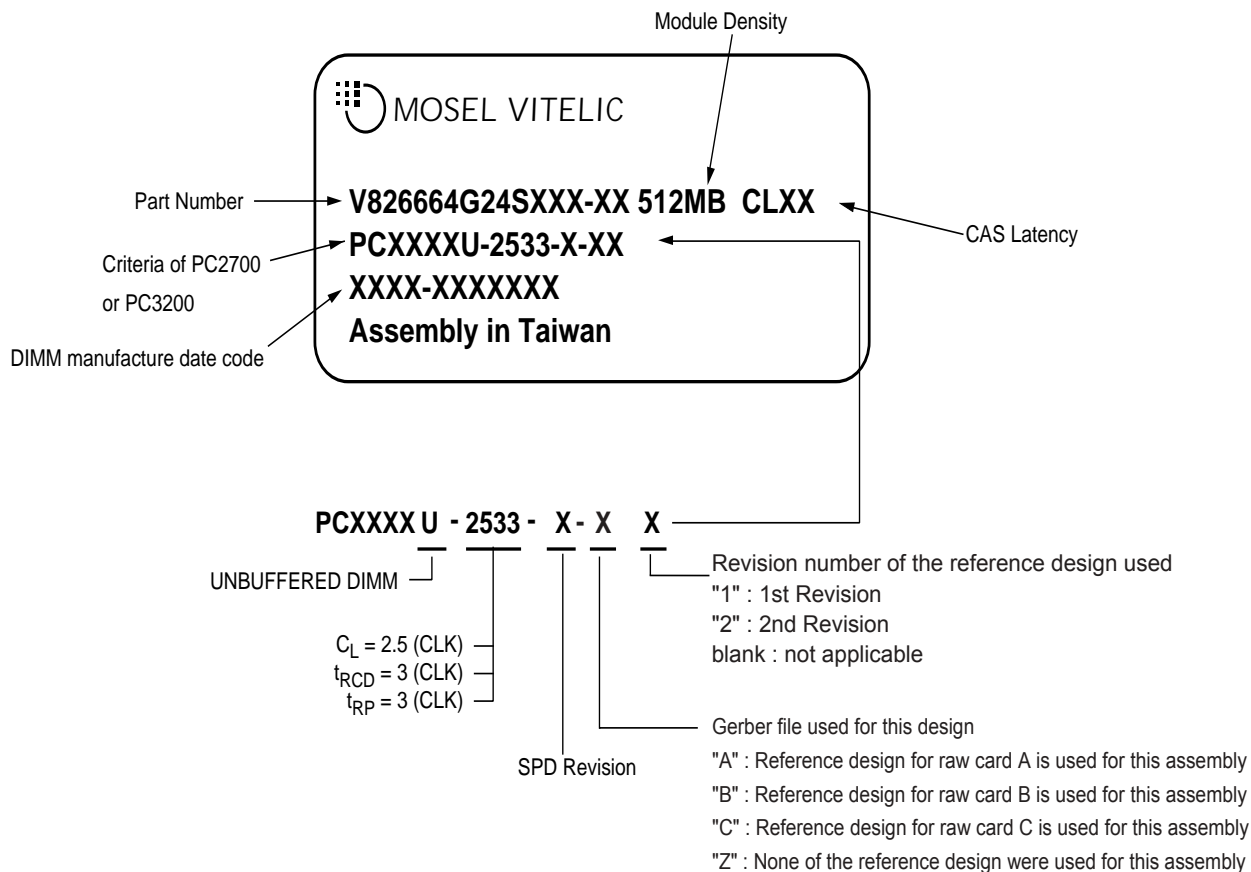 Module Density
MOSEL VITELIC
Part Number
V826664G24SXXX-XX 512MB CLXX
CAS Latency
Criteria of PC2700
or PC3200
PCXXXXU-2533-X-XX
XXXX-XXXXXXX
DIMM manufacture date code
Assembly in Taiwan
PCXXXX U - 2533 - X - X X
UNBUFFERED DIMM
CL = 2.5 (CLK)
tRCD = 3 (CLK)
tRP = 3 (CLK)
SPD Revision
Revision number of the reference design used
"1" : 1st Revision
"2" : 2nd Revision
blank : not applicable
Gerber file used for this design
"A" : Reference design for raw card A is used for this assembly
"B" : Reference design for raw card B is used for this assembly
"C" : Reference design for raw card C is used for this assembly
"Z" : None of the reference design were used for this assembly